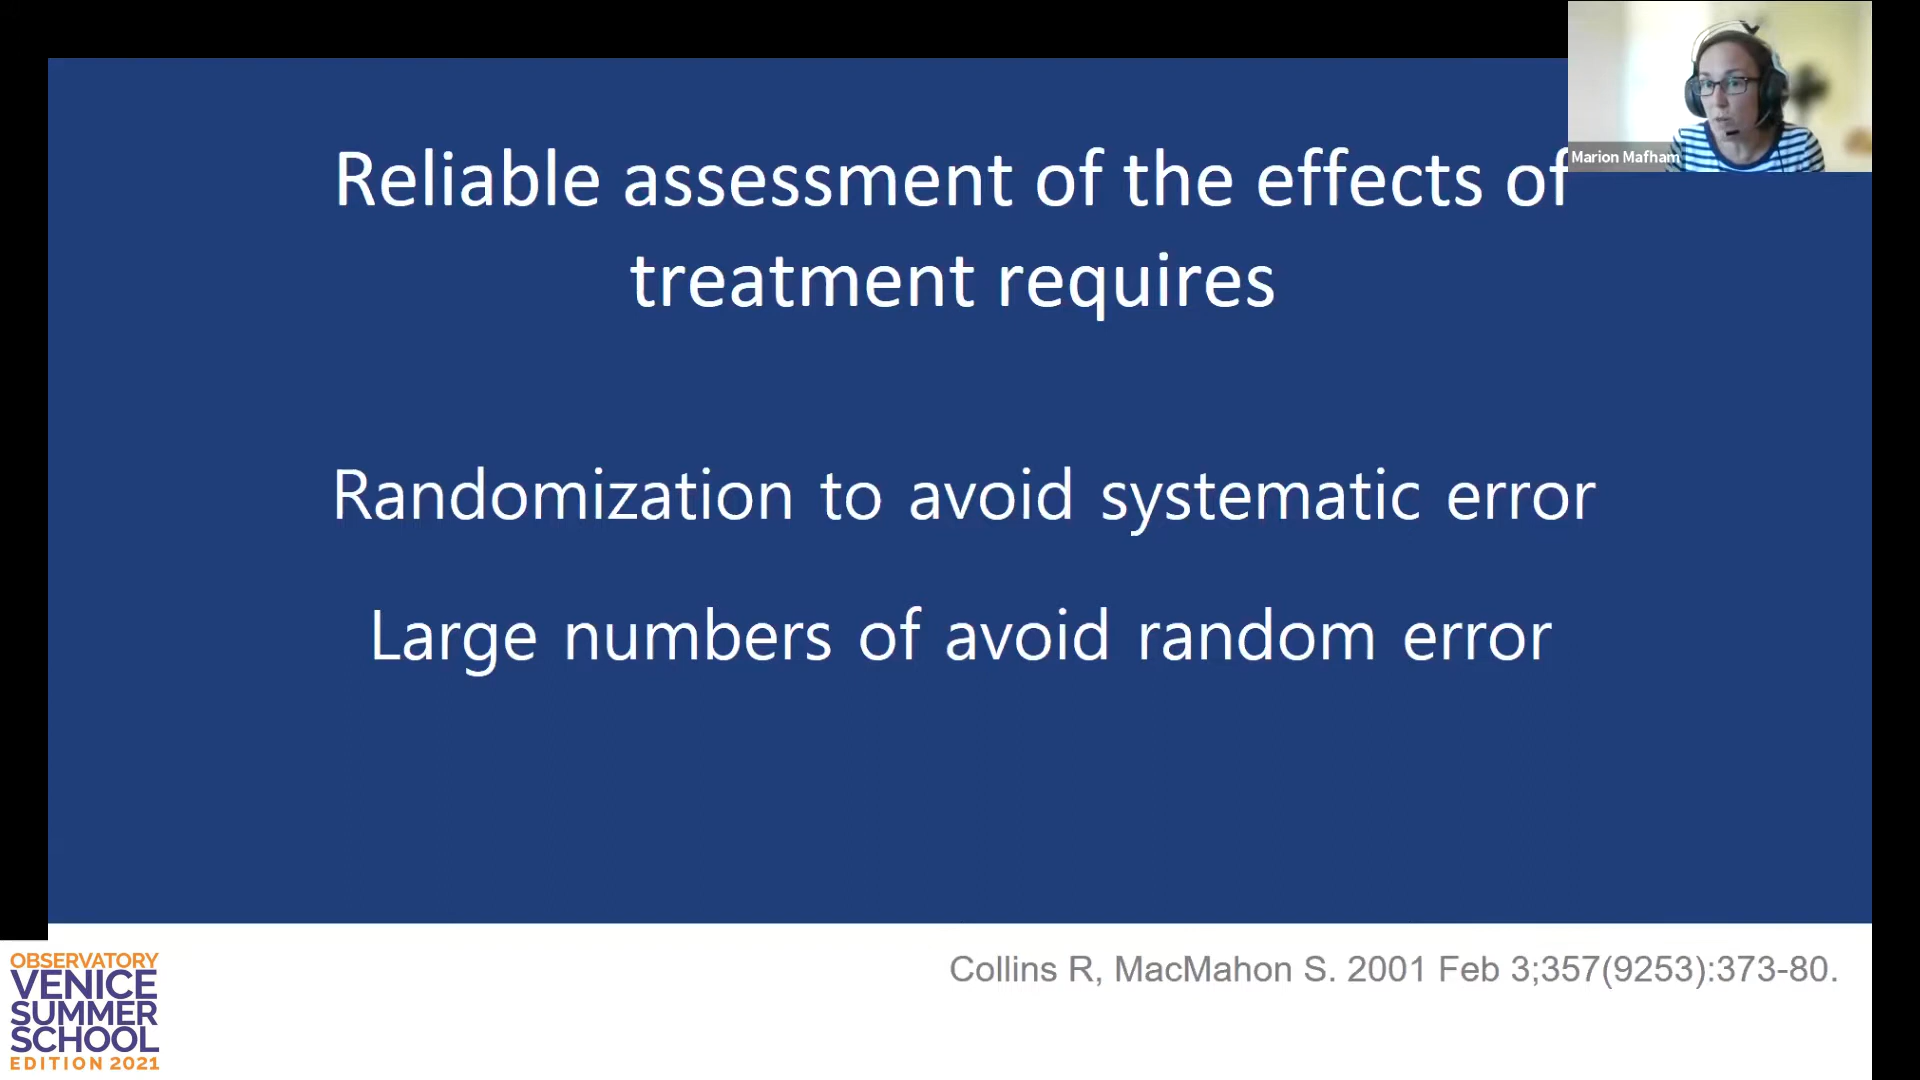 Marion Mafham
Reliable assessment of the effects of
treatment requires
Randomization to avoid systematic error
Large numbers of avoid random error
Collins R, MacMahon S. 2001 Feb 3;357(9253):373-80.
OBSERVATORY
VENICE
SUMMER
SCHOOL
EDITION 2021